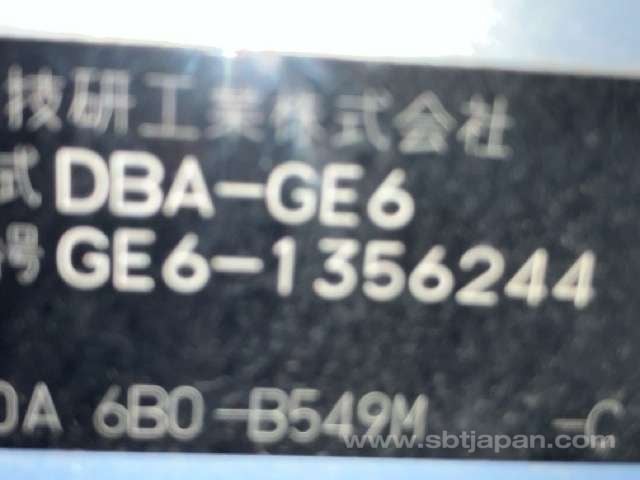 技研工業株式会社
式 DBA-GE6
号 GE6-1356244
0A 6B0-B549M -C
www.sbtjapan.com